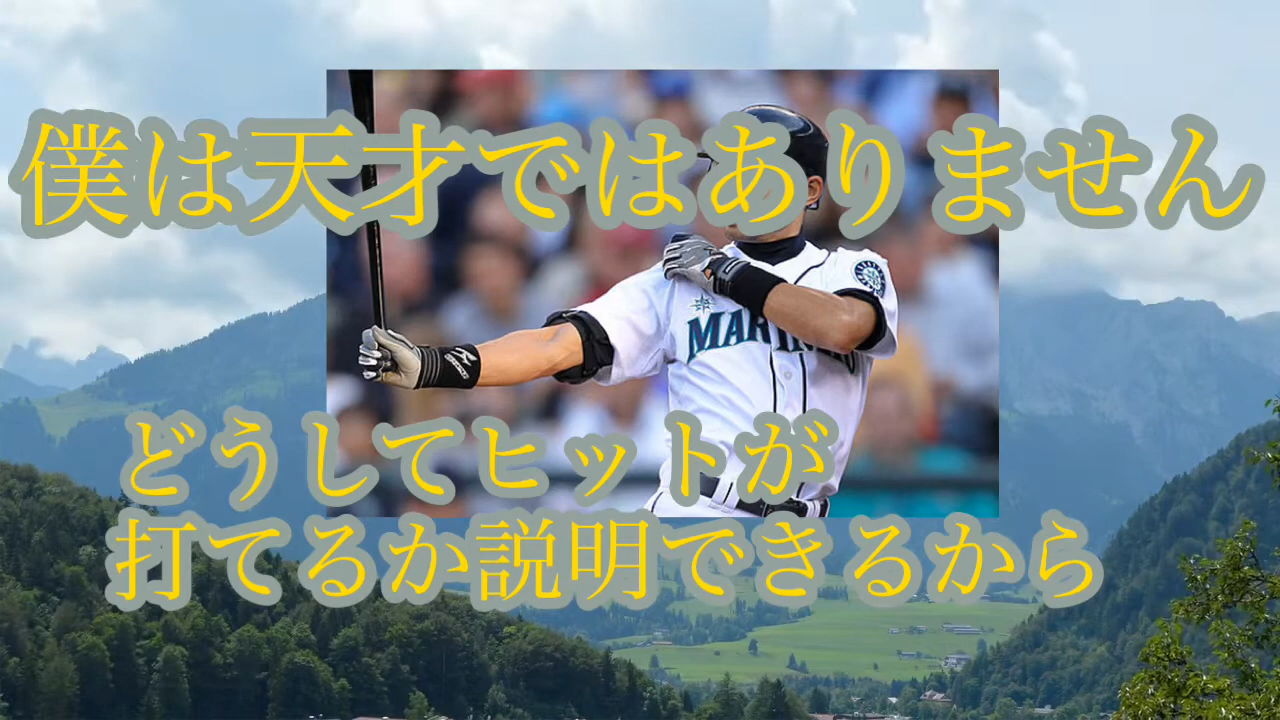 僕は天才ではありません
MARIN
どうしてヒットが
打てるか説明できるから